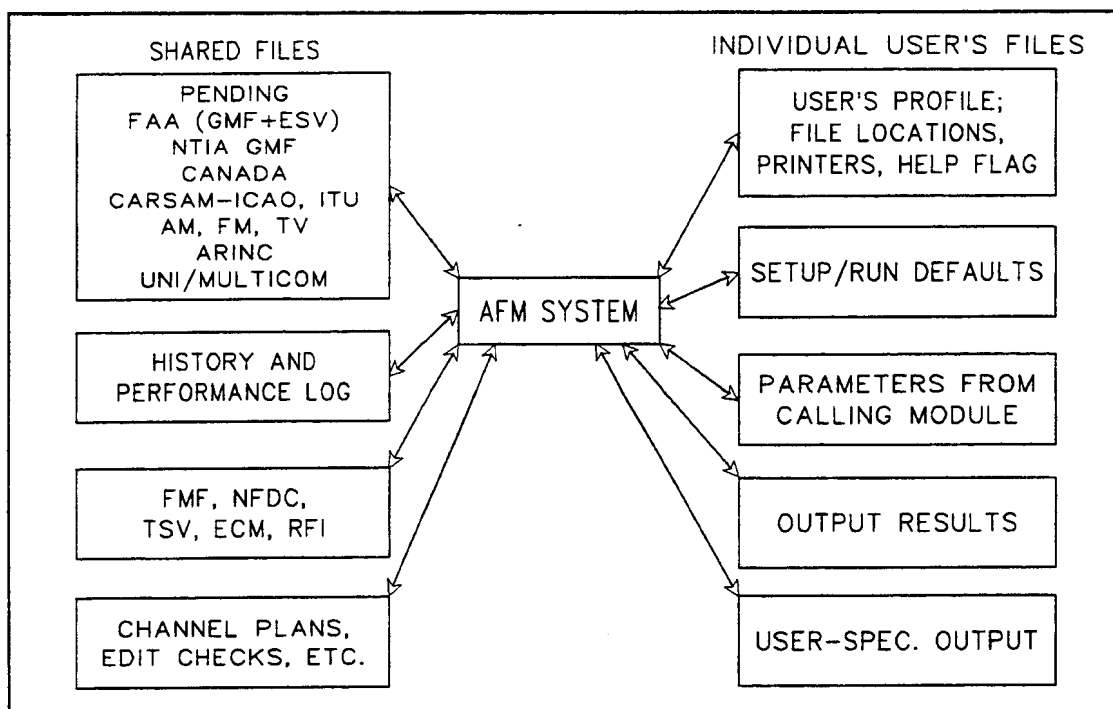 SHARED FILES
PENDING
FAA (GMF+ESV)
NTIA GMF
CANADA
CARSAM-ICAO, ITU
AM, FM, TV
ARINC
UNI/MULTICOM
HISTORY AND
PERFORMANCE LOG
FMF, NFDC,
TSV, ECM, RFI
CHANNEL PLANS,
EDIT CHECKS, ETC.
AFM SYSTEM
INDIVIDUAL USER'S FILES
USER'S PROFILE;
FILE LOCATIONS,
PRINTERS, HELP FLAG
SETUP/RUN DEFAULTS
PARAMETERS FROM
CALLING MODULE
OUTPUT RESULTS
USER-SPEC. OUTPUT